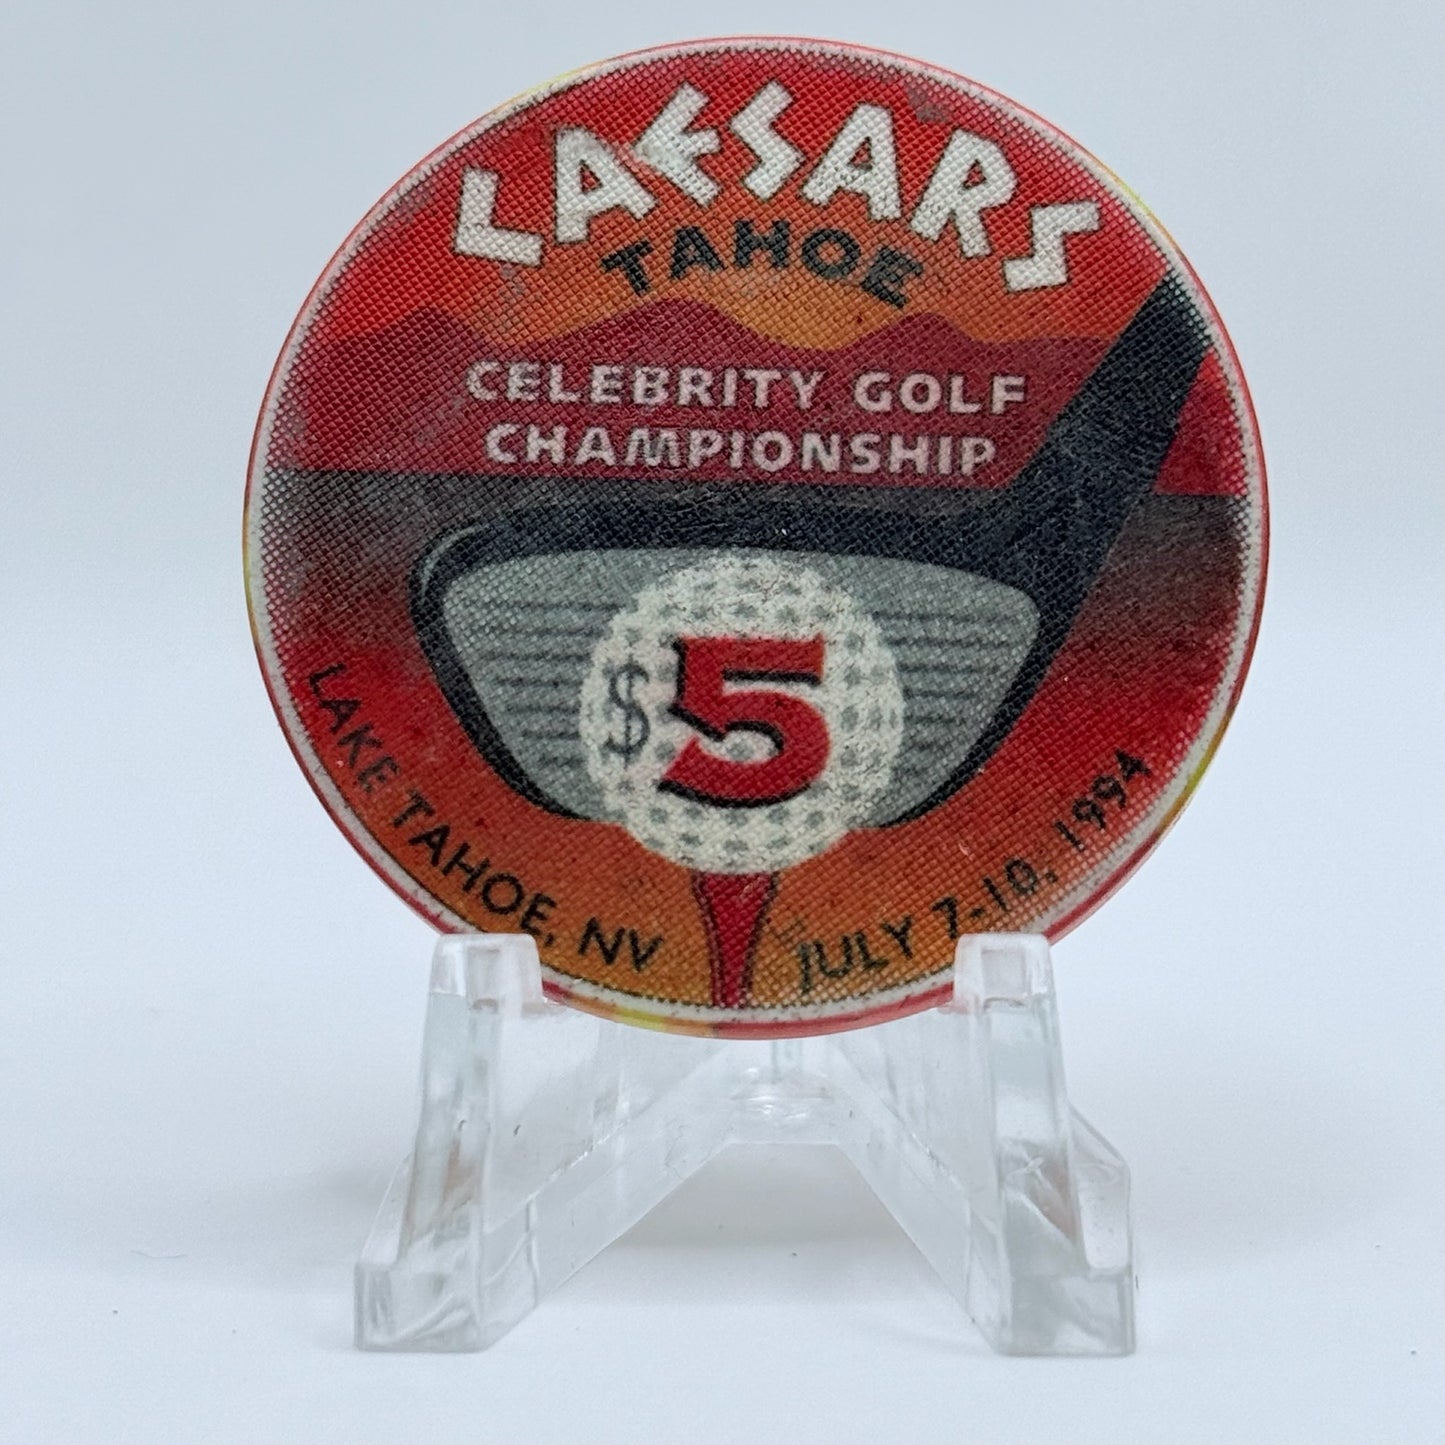 CAESARS
TAHOE
CELEBRITY GOLF
CHAMPIONSHIP
$5
LAKE TAHOE, NV
JULY 7-10, 1994